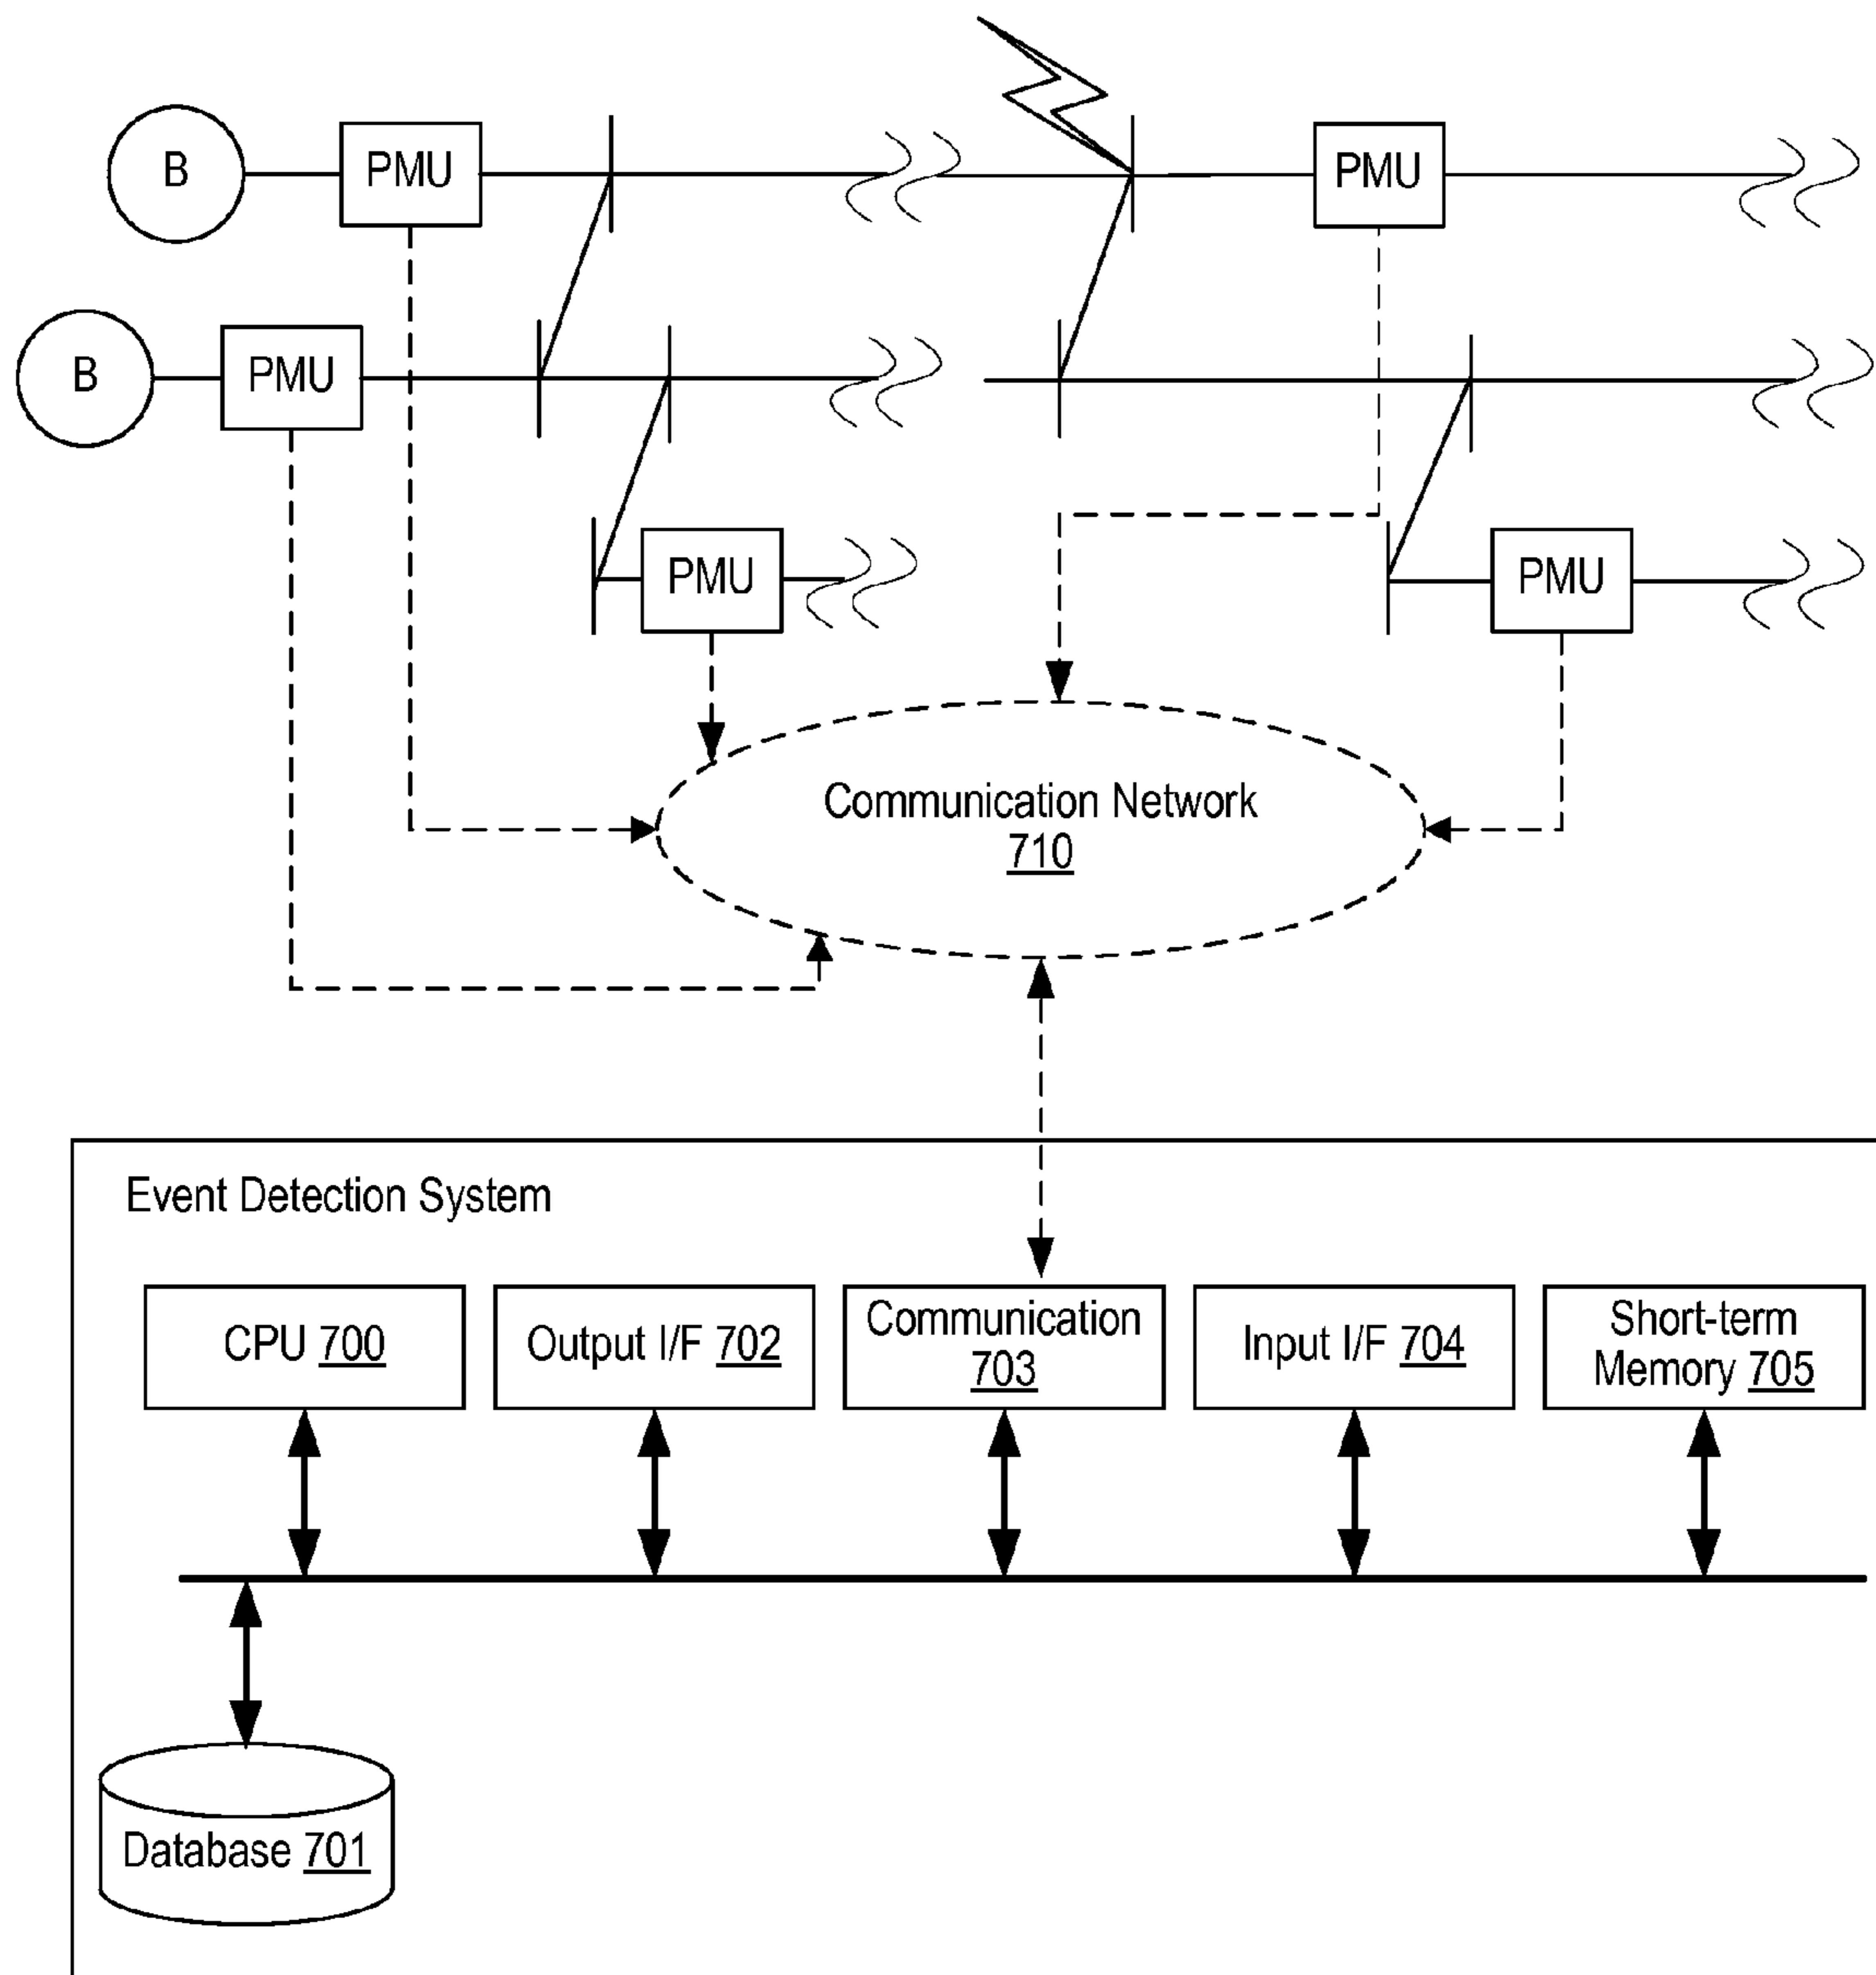 B
PMU
PMU
B
PMU
PMU
PMU
Communication Network
710
Event Detection System
CPU 700
Output I/F 702
Communication
703
Input I/F 704
Short-term
Memory 705
Database 701